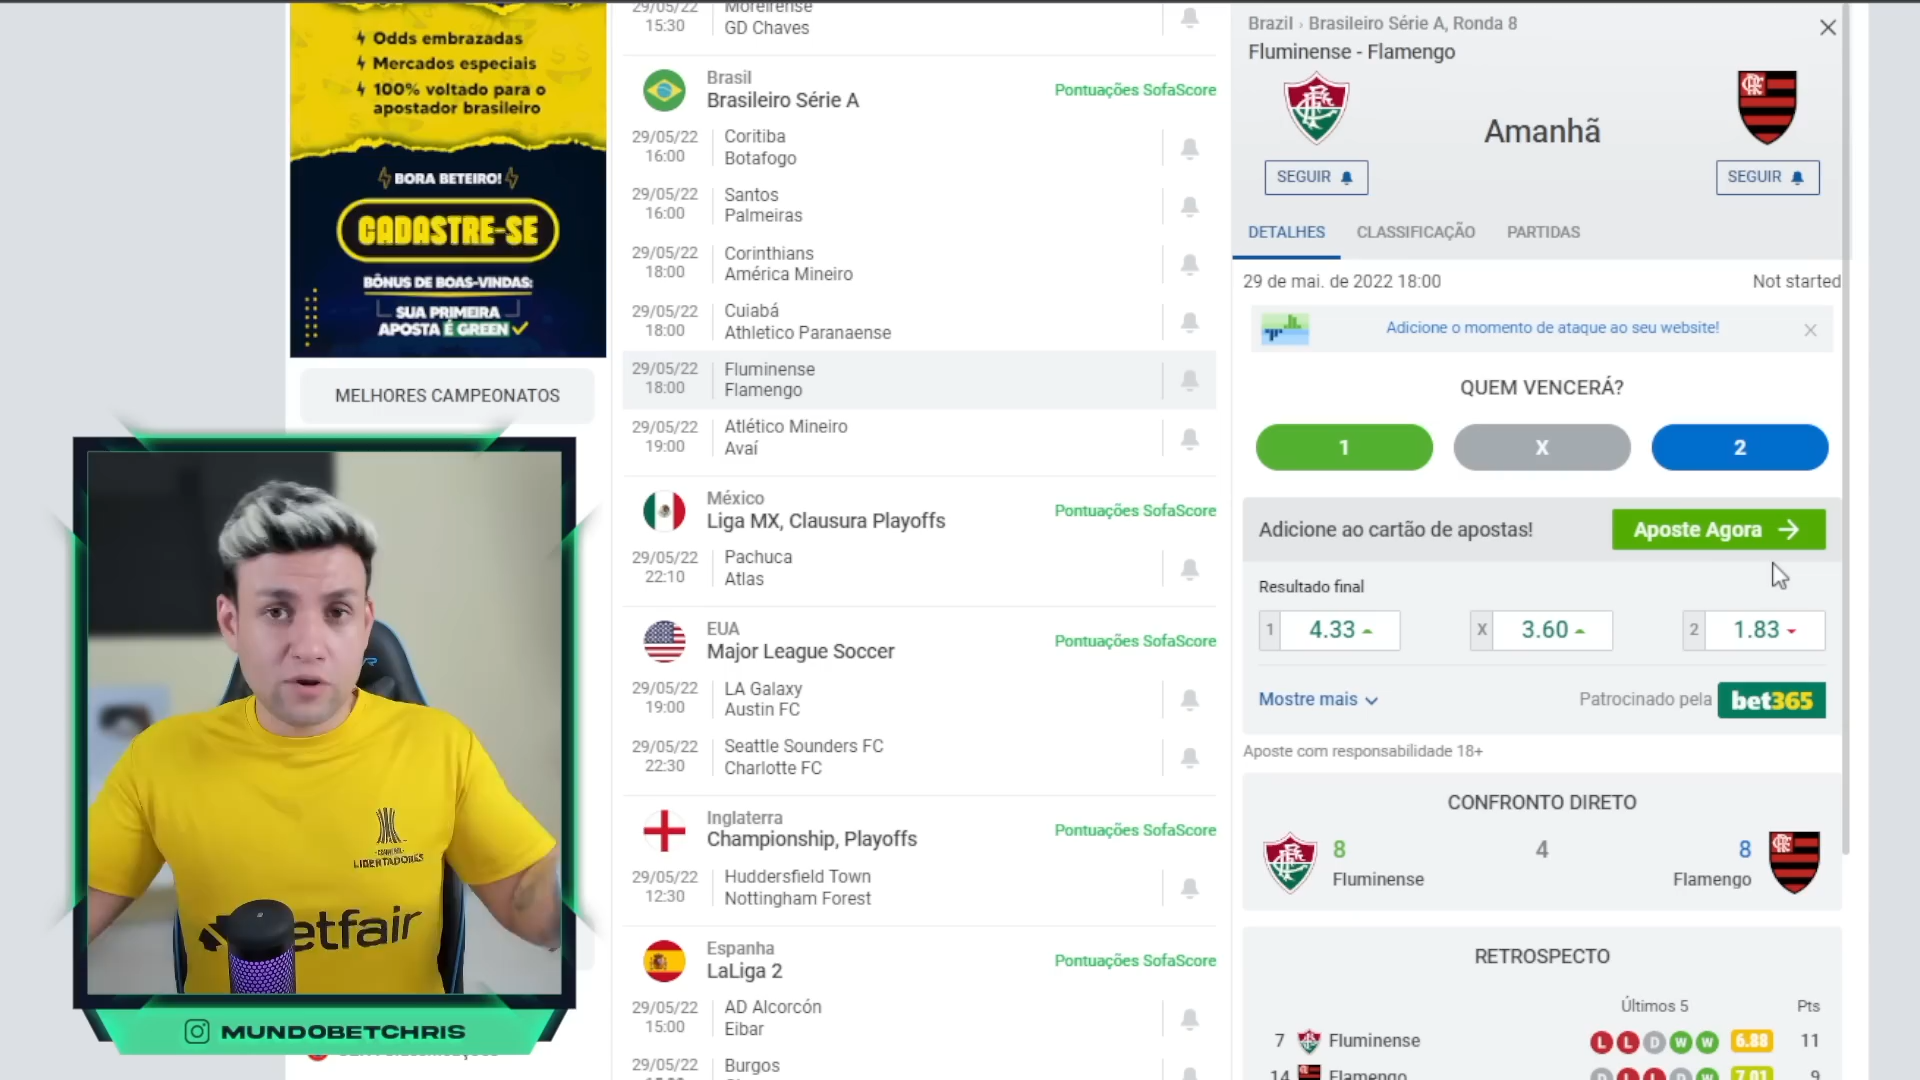 Odds embrazadas
Mercados especiais
100% voltado para o
apostador brasileiro
BORA BETEIRO!
CADASTRE-SE
BÔNUS DE BOAS-VINDAS:
SUA PRIMEIRA
APOSTA É GREEN
MELHORES CAMPEONATOS
LIBERTADORES
etfair
MUNDOBETCHRIS
29/05/22 Moreirense
15:30 GD Chaves
Brasil
Brasileiro Série A
Pontuações SofaScore
29/05/22 Coritiba
16:00 Botafogo
29/05/22 Santos
16:00 Palmeiras
29/05/22 Corinthians
18:00 América Mineiro
29/05/22 Cuiabá
18:00 Athletico Paranaense
29/05/22 Fluminense
18:00 Flamengo
29/05/22 Atlético Mineiro
19:00 Avaí
México
Liga MX, Clausura Playoffs
Pontuações SofaScore
29/05/22 Pachuca
22:10 Atlas
EUA
Major League Soccer
Pontuações SofaScore
29/05/22 LA Galaxy
19:00 Austin FC
29/05/22 Seattle Sounders FC
22:30 Charlotte FC
Inglaterra
Championship, Playoffs
Pontuações SofaScore
29/05/22 Huddersfield Town
12:30 Nottingham Forest
Espanha
LaLiga 2
Pontuações SofaScore
29/05/22 AD Alcorcón
15:00 Eibar
29/05/22 Burgos
Brazil › Brasileiro Série A, Ronda 8
Fluminense - Flamengo
Amanhã
SEGUIR SEGUIR
DETALHES CLASSIFICAÇÃO PARTIDAS
29 de mai. de 2022 18:00 Not started
Adicione o momento de ataque ao seu website!
QUEM VENCERÁ?
1 X 2
Adicione ao cartão de apostas! Aposte Agora
Resultado final
1 4.33 X 3.60 2 1.83
Mostre mais Patrocinado pela bet365
Aposte com responsabilidade 18+
CONFRONTO DIRETO
8 4 8
Fluminense Flamengo
RETROSPECTO
Últimos 5 Pts
7 Fluminense L L D W W 6.88 11
14 Flamengo D L L D W 7.01 9